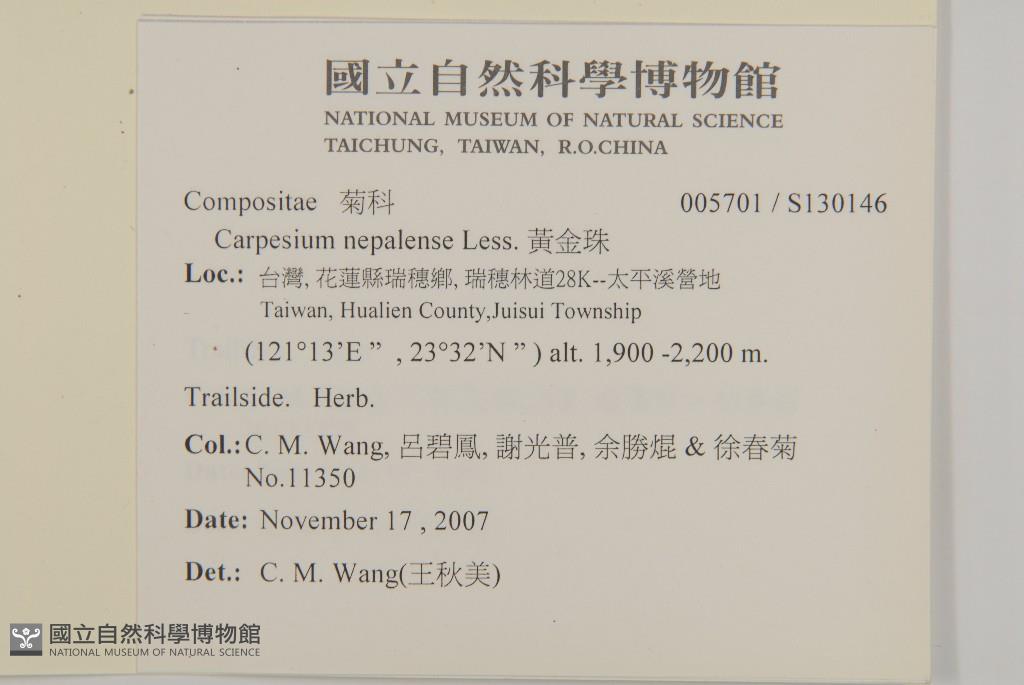 國立自然科學博物館
NATIONAL MUSEUM OF NATURAL SCIENCE
TAICHUNG, TAIWAN, R.O.CHINA
Compositae 菊科 005701 / S130146
Carpesium nepalense Less. 黃金珠
Loc.: 台灣, 花蓮縣瑞穗鄉, 瑞穗林道28K--太平溪營地
Taiwan, Hualien County,Juisui Township
(121°13’E ” , 23°32’N ” ) alt. 1,900 -2,200 m.
Trailside. Herb.
Col.: C. M. Wang, 呂碧鳳, 謝光普, 余勝焜 & 徐春菊
No.11350
Date: November 17 , 2007
Det.: C. M. Wang(王秋美)
國立自然科學博物館
NATIONAL MUSEUM OF NATURAL SCIENCE